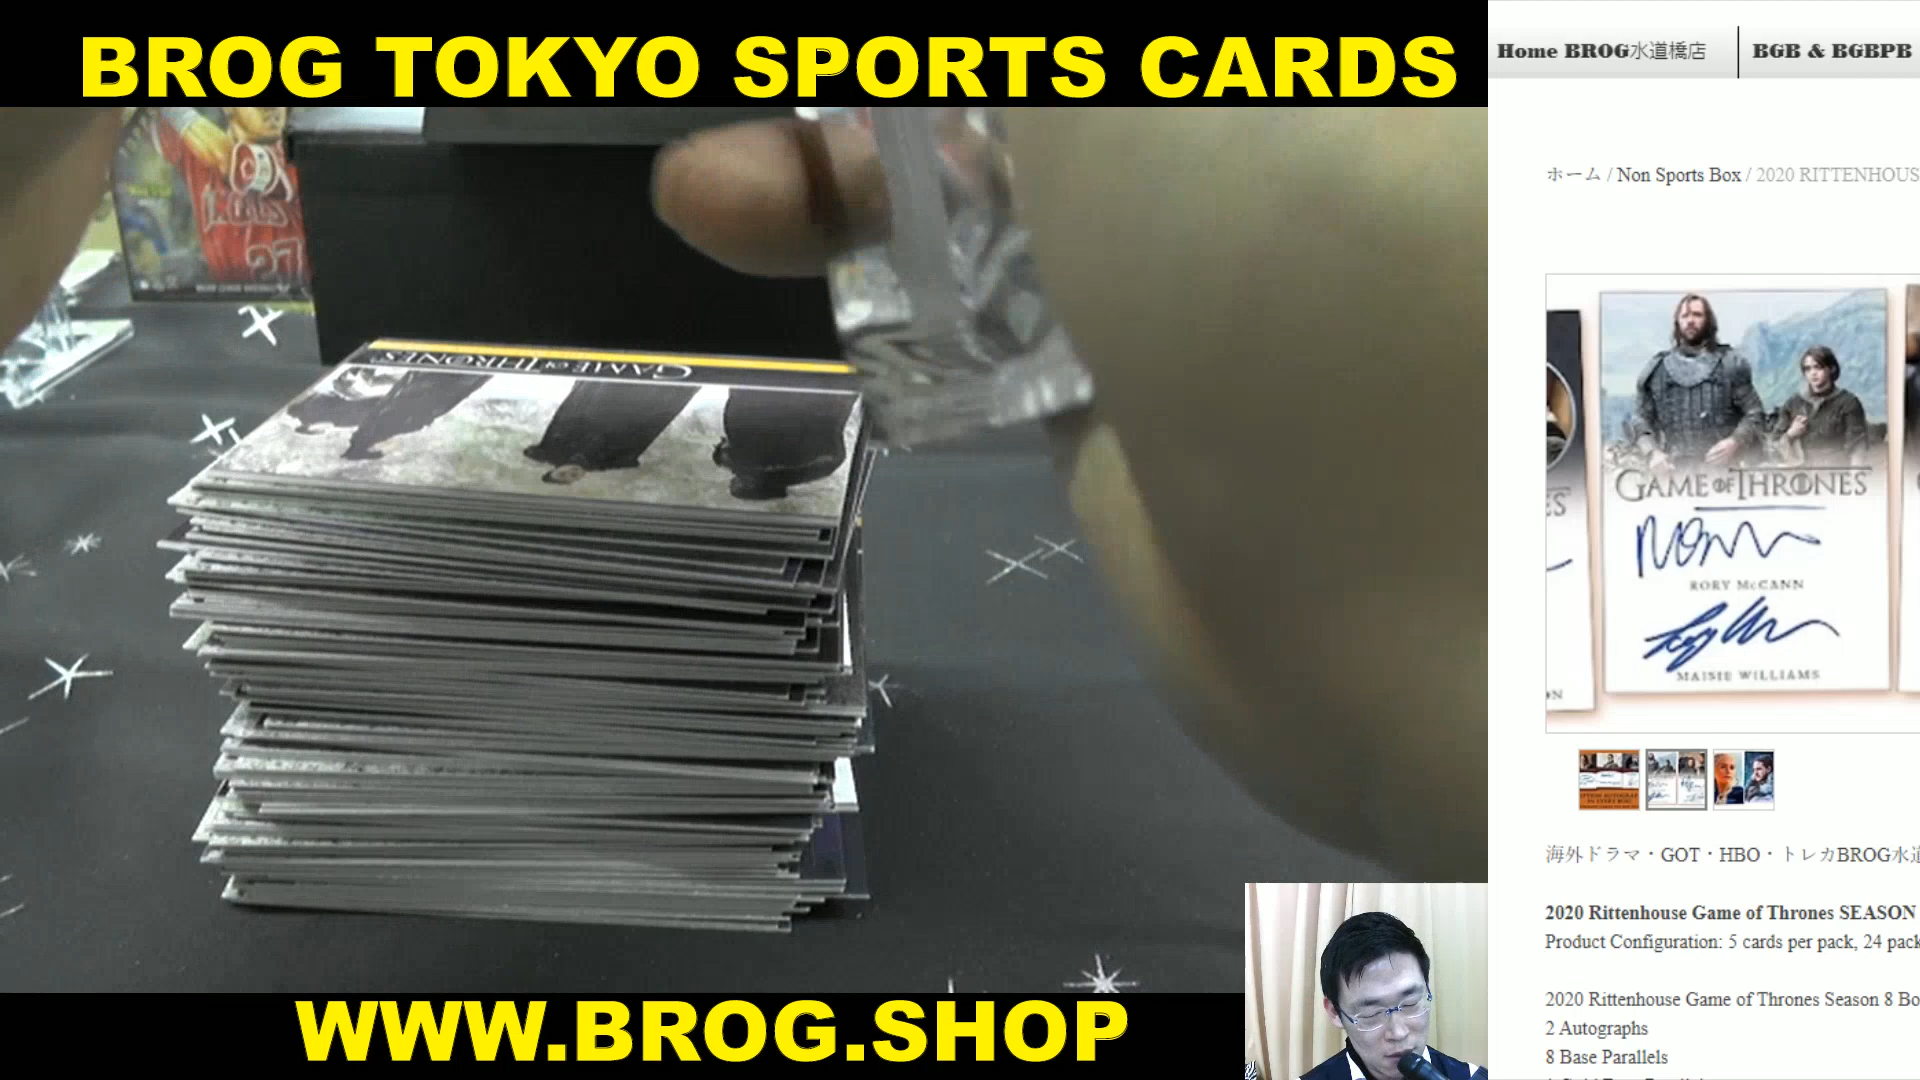 BROG TOKYO SPORTS CARDS
Home BROG水道橋店
BGB & BGBPB
ホーム / Non Sports Box / 2020 RITTENHOUS
27
GAME OF THRONES
GAME OF THRONES
RORY McCANN
MAISIE WILLIAMS
海外ドラマ・GOT・HBO・トレカBROG水道
2020 Rittenhouse Game of Thrones SEASON
Product Configuration: 5 cards per pack, 24 pack
2020 Rittenhouse Game of Thrones Season 8 Bo
2 Autographs
8 Base Parallels
WWW.BROG.SHOP